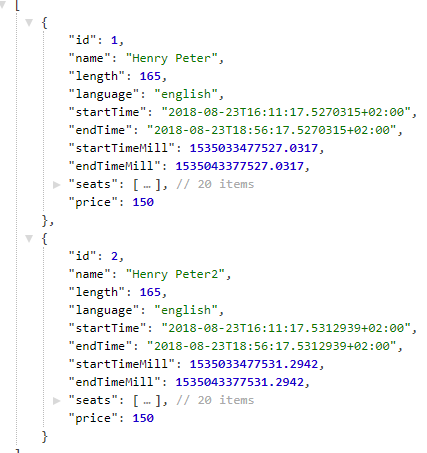 [
{
"id": 1,
"name": "Henry Peter",
"length": 165,
"language": "english",
"startTime": "2018-08-23T16:11:17.5270315+02:00",
"endTime": "2018-08-23T18:56:17.5270315+02:00",
"startTimeMill": 1535033477527.0317,
"endTimeMill": 1535043377527.0317,
"seats": […], // 20 items
"price": 150
},
{
"id": 2,
"name": "Henry Peter2",
"length": 165,
"language": "english",
"startTime": "2018-08-23T16:11:17.5312939+02:00",
"endTime": "2018-08-23T18:56:17.5312939+02:00",
"startTimeMill": 1535033477531.2942,
"endTimeMill": 1535043377531.2942,
"seats": […], // 20 items
"price": 150
}
]